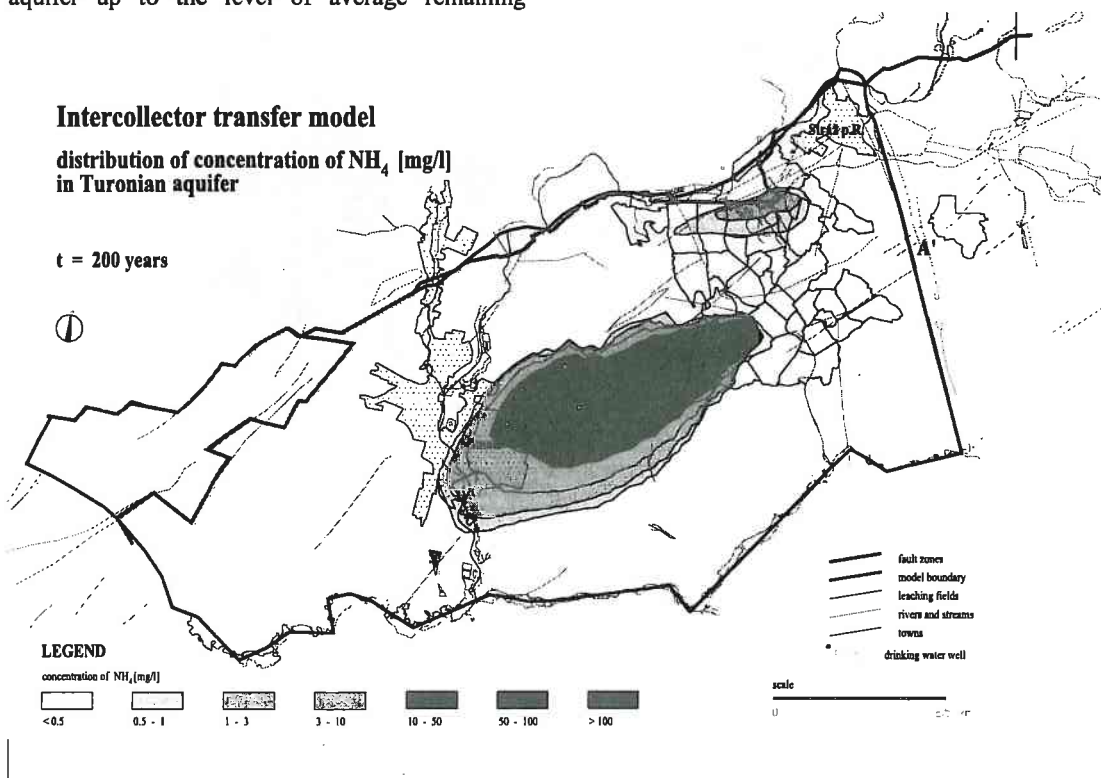 aquifer up to the level of average remaining
Intercollector transfer model
distribution of concentration of NH4 [mg/l]
in Turonian aquifer
t = 200 years
Stráž p.R.
A'
fault zones
model boundary
leaching fields
rivers and streams
towns
drinking water well
LEGEND
concentration of NH4 [mg/l]
<0.5
0.5 - 1
1 - 3
3 - 10
10 - 50
50 - 100
>100
scale
0